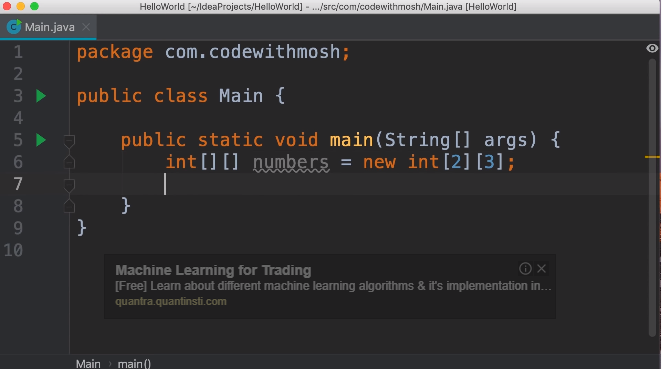 HelloWorld [~/IdeaProjects/HelloWorld] - .../src/com/codewithmosh/Main.java [HelloWorld]
Main.java
1 package com.codewithmosh;
2
3 public class Main {
4
5 public static void main(String[] args) {
6 int[][] numbers = new int[2][3];
7
8 }
9 }
10
Machine Learning for Trading
[Free] Learn about different machine learning algorithms & it's implementation in...
quantra.quantinsti.com
Main › main()